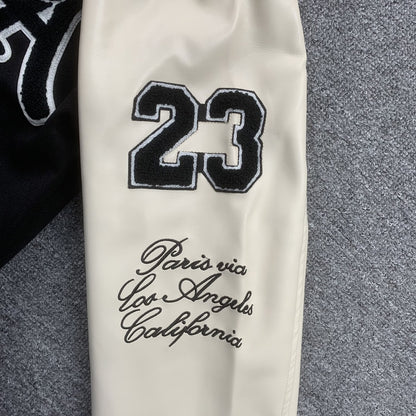 23
Paris via
Los Angeles
California